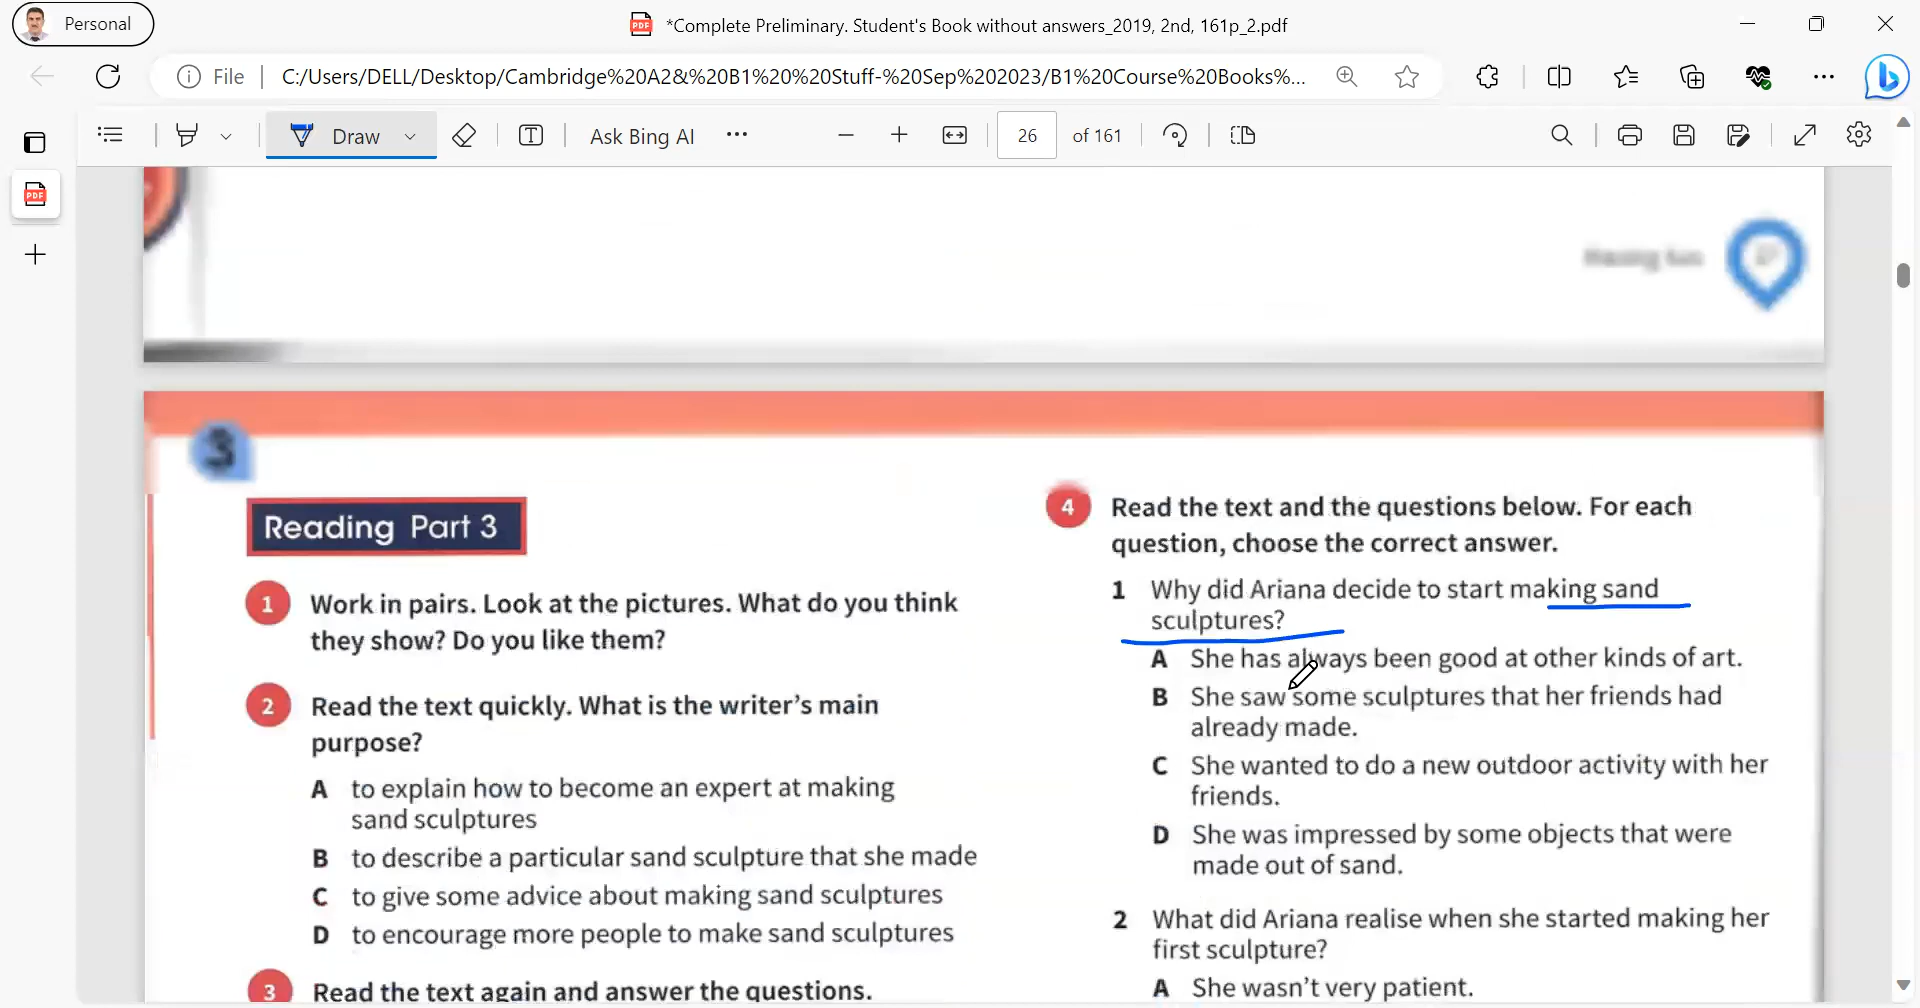 Personal
*Complete Preliminary. Student's Book without answers_2019, 2nd, 161p_2.pdf
File
C:/Users/DELL/Desktop/Cambridge%20A2&%20B1%20%20Stuff-%20Sep%202023/B1%20Course%20Books%...
Draw
Ask Bing AI
26 of 161
3
Reading Part 3
1 Work in pairs. Look at the pictures. What do you think
they show? Do you like them?
2 Read the text quickly. What is the writer's main
purpose?
A to explain how to become an expert at making
sand sculptures
B to describe a particular sand sculpture that she made
C to give some advice about making sand sculptures
D to encourage more people to make sand sculptures
3 Read the text again and answer the questions.
4 Read the text and the questions below. For each
question, choose the correct answer.
1 Why did Ariana decide to start making sand
sculptures?
A She has always been good at other kinds of art.
B She saw some sculptures that her friends had
already made.
C She wanted to do a new outdoor activity with her
friends.
D She was impressed by some objects that were
made out of sand.
2 What did Ariana realise when she started making her
first sculpture?
A She wasn't very patient.